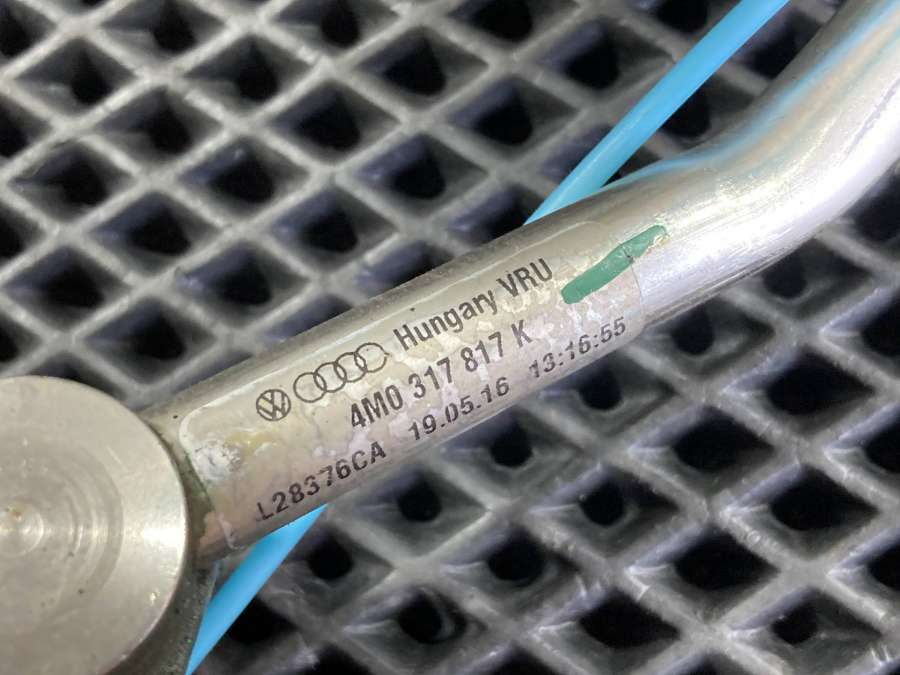 Hungary VRU
4M0 317 817 K
L28376CA 19.05.16 13:16:55